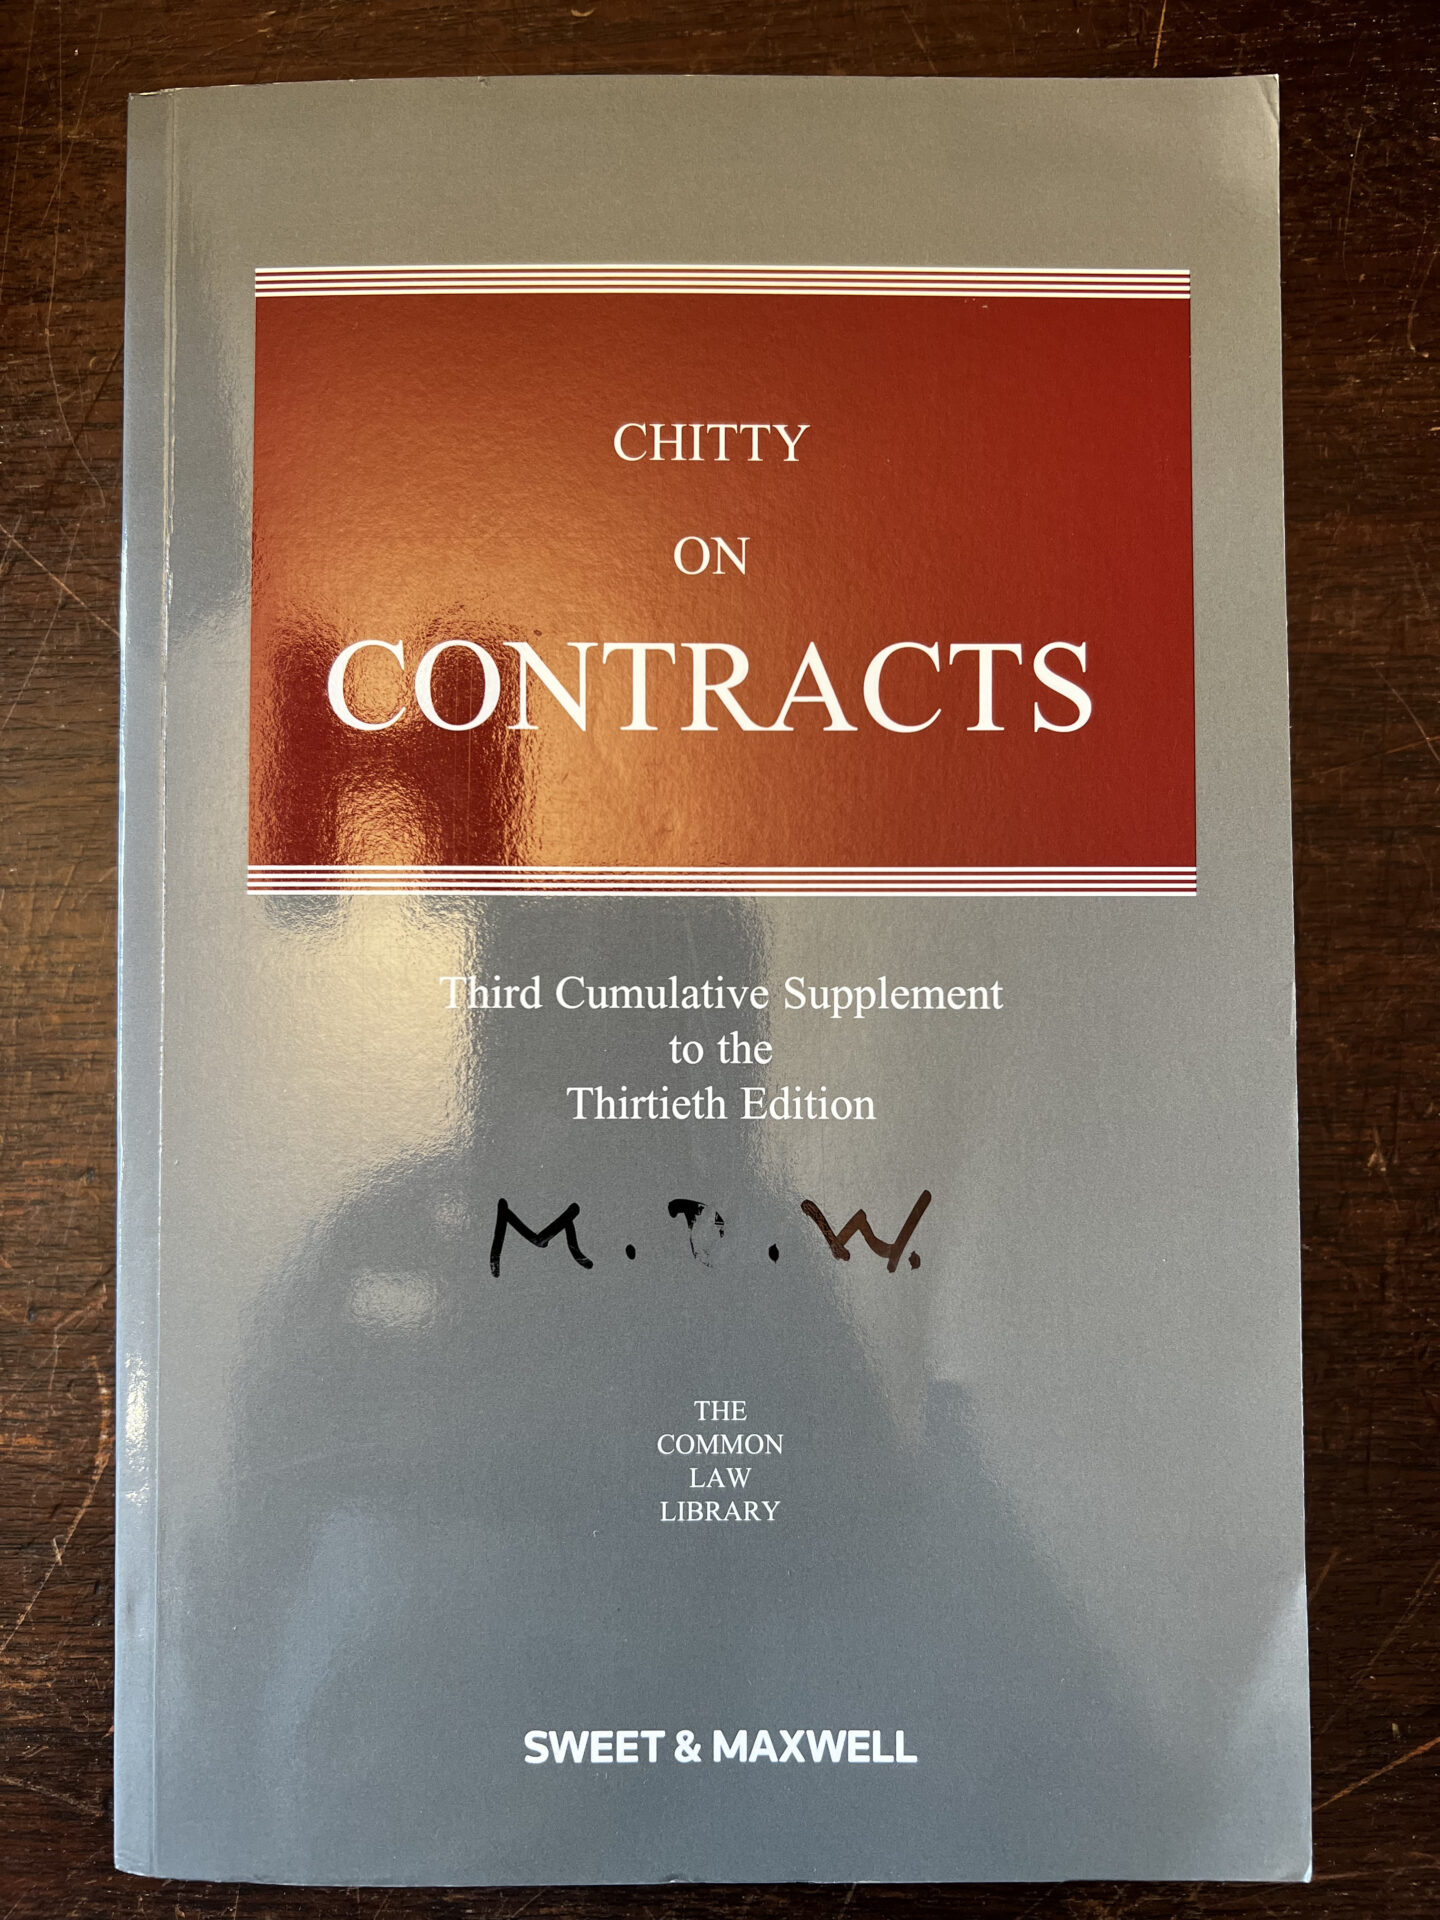 CHITTY
ON
CONTRACTS
Third Cumulative Supplement
to the
Thirtieth Edition
M. . W.
THE
COMMON
LAW
LIBRARY
SWEET & MAXWELL